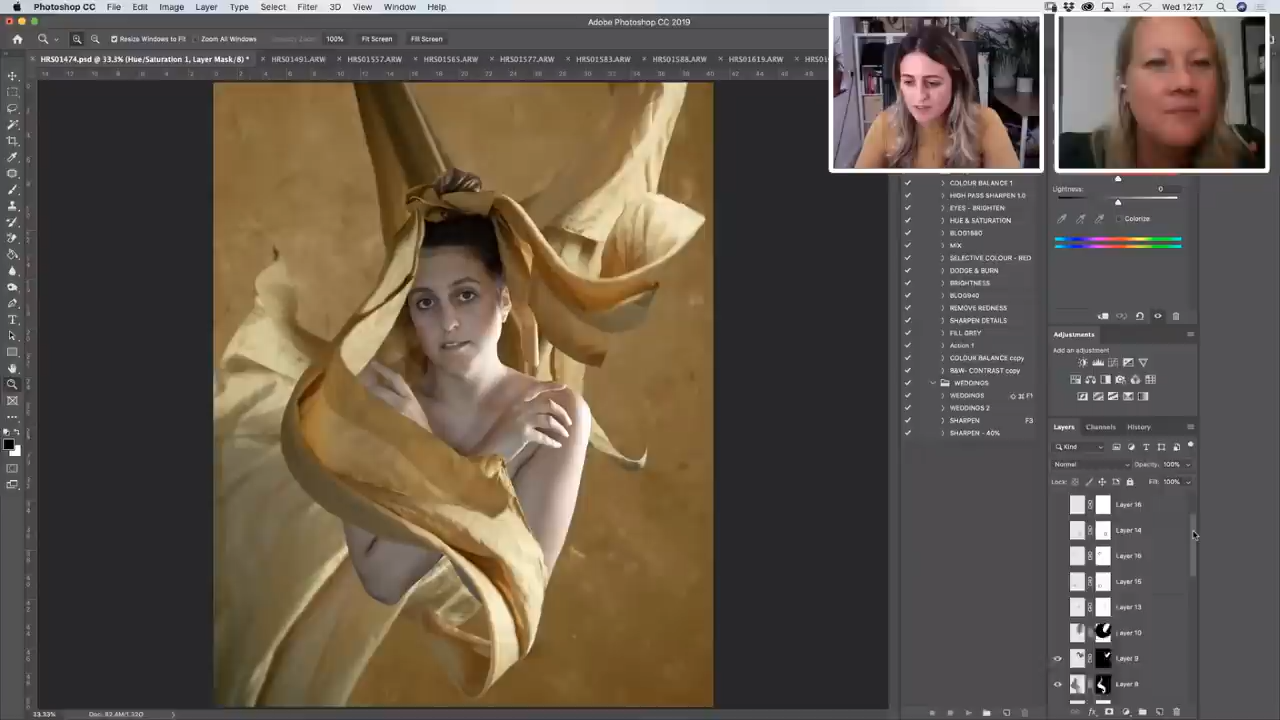 Photoshop CC File Edit Image Layer Type Select Filter 3D View Window Help
Wed 12:17
Adobe Photoshop CC 2019
Resize Windows to Fit Zoom All Windows 100% Fit Screen Fill Screen
HRS01474.psd @ 33.3% (Hue/Saturation 1, Layer Mask/8) * HRS01491.ARW HRS01557.ARW HRS01565.ARW HRS01577.ARW HRS01583.ARW HRS01588.ARW HRS01619.ARW
COLOUR BALANCE 1
HIGH PASS SHARPEN 1.0
EYES - BRIGHTEN
HUE & SATURATION
BLOG1680
MIX
SELECTIVE COLOUR - RED
DODGE & BURN
BRIGHTNESS
BLOG940
REMOVE REDNESS
SHARPEN DETAILS
FILL GREY
Action 1
COLOUR BALANCE copy
B&W- CONTRAST copy
WEDDINGS
WEDDINGS F1
WEDDINGS 2
SHARPEN F3
SHARPEN - 40%
Lightness: 0
Colorize
Adjustments
Add an adjustment
Layers Channels History
Kind
Normal Opacity: 100%
Lock: Fill: 100%
Layer 16
Layer 14
Layer 16
Layer 15
Layer 13
Layer 10
Layer 9
Layer 8
33.33% Doc: 82.4M/1.32G